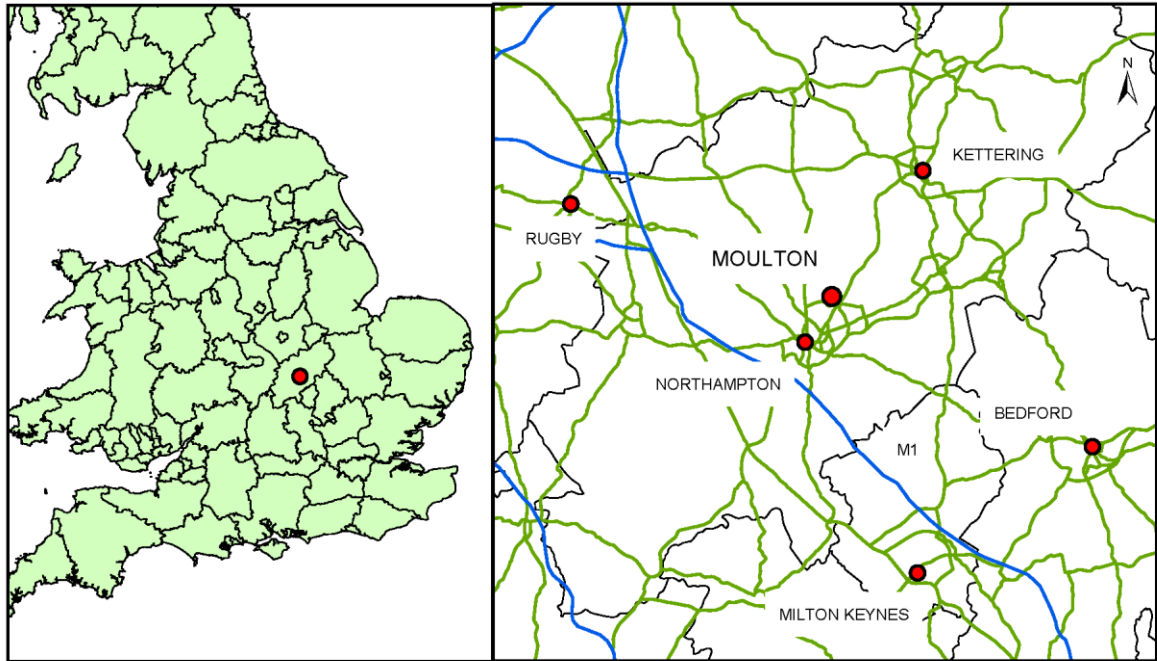 N
KETTERING
RUGBY
MOULTON
NORTHAMPTON
BEDFORD
M1
MILTON KEYNES